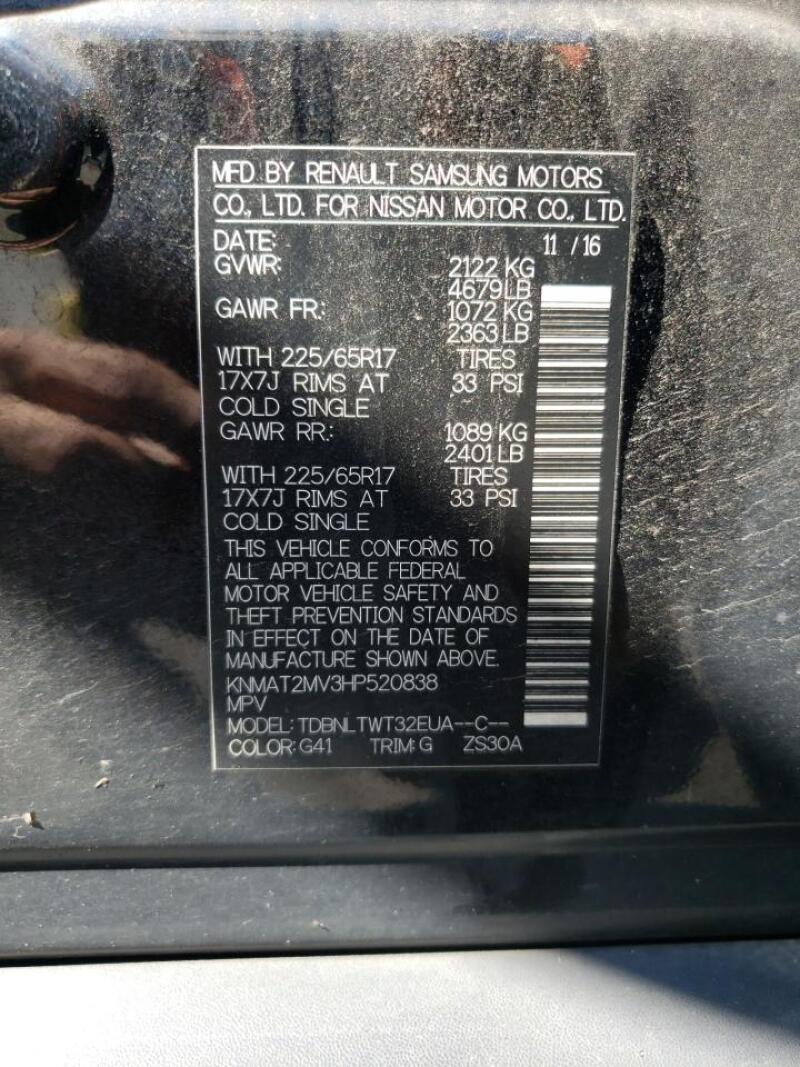 MFD BY RENAULT SAMSUNG MOTORS
CO., LTD. FOR NISSAN MOTOR CO., LTD.
DATE: 11 / 16
GVWR: 2122 KG
4679 LB
GAWR FR.: 1072 KG
2363 LB
WITH 225/65R17 TIRES
17X7J RIMS AT 33 PSI
COLD SINGLE
GAWR RR.: 1089 KG
2401 LB
WITH 225/65R17 TIRES
17X7J RIMS AT 33 PSI
COLD SINGLE
THIS VEHICLE CONFORMS TO
ALL APPLICABLE FEDERAL
MOTOR VEHICLE SAFETY AND
THEFT PREVENTION STANDARDS
IN EFFECT ON THE DATE OF
MANUFACTURE SHOWN ABOVE.
KNMAT2MV3HP520838
MPV
MODEL: TDBNLTWT32EUA--C--
COLOR: G41 TRIM: G ZS30A